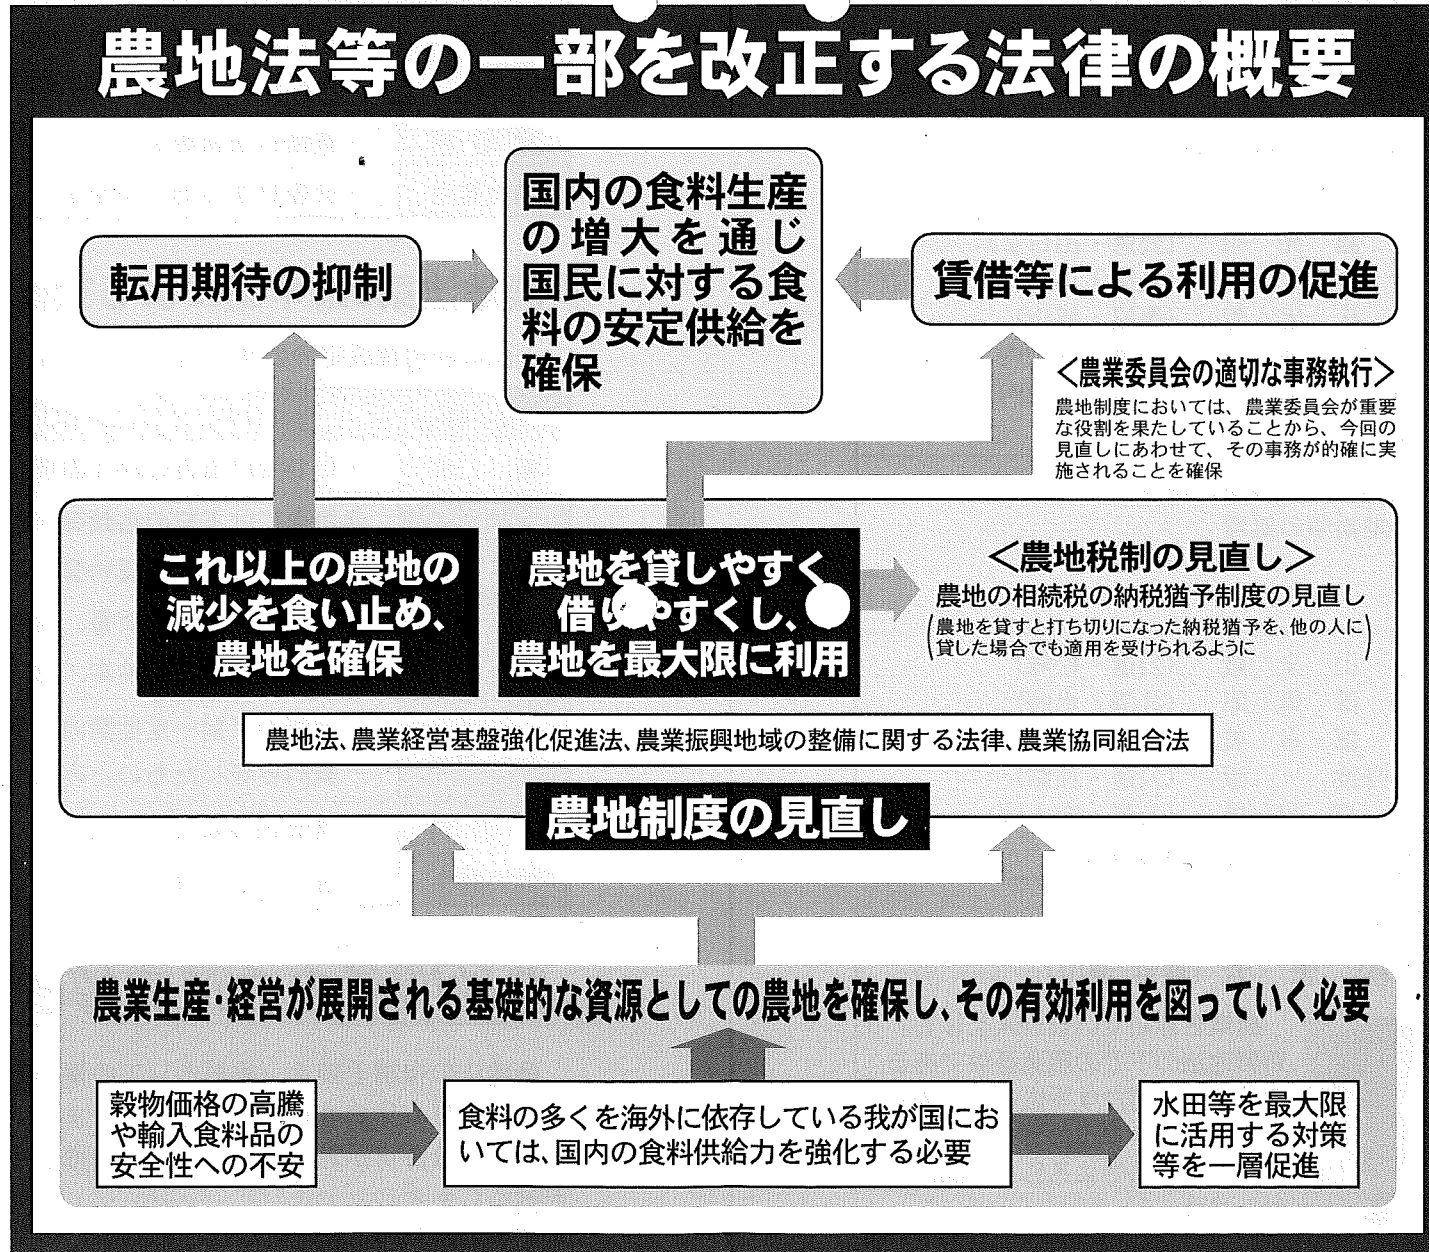 農地法等の一部を改正する法律の概要
国内の食料生産
の増大を通じ
国民に対する食
料の安定供給を
確保
転用期待の抑制
賃借等による利用の促進
＜農業委員会の適切な事務執行＞
農地制度においては、農業委員会が重要
な役割を果たしていることから、今回の
見直しにあわせて、その事務が的確に実
施されることを確保
これ以上の農地の
減少を食い止め、
農地を確保
農地を貸しやすく
借りやすくし、
農地を最大限に利用
＜農地税制の見直し＞
農地の相続税の納税猶予制度の見直し
(農地を貸すと打ち切りになった納税猶予を、他の人に
貸した場合でも適用を受けられるように)
農地法、農業経営基盤強化促進法、農業振興地域の整備に関する法律、農業協同組合法
農地制度の見直し
農業生産・経営が展開される基礎的な資源としての農地を確保し、その有効利用を図っていく必要
穀物価格の高騰
や輸入食料品の
安全性への不安
食料の多くを海外に依存している我が国にお
いては、国内の食料供給力を強化する必要
水田等を最大限
に活用する対策
等を一層促進